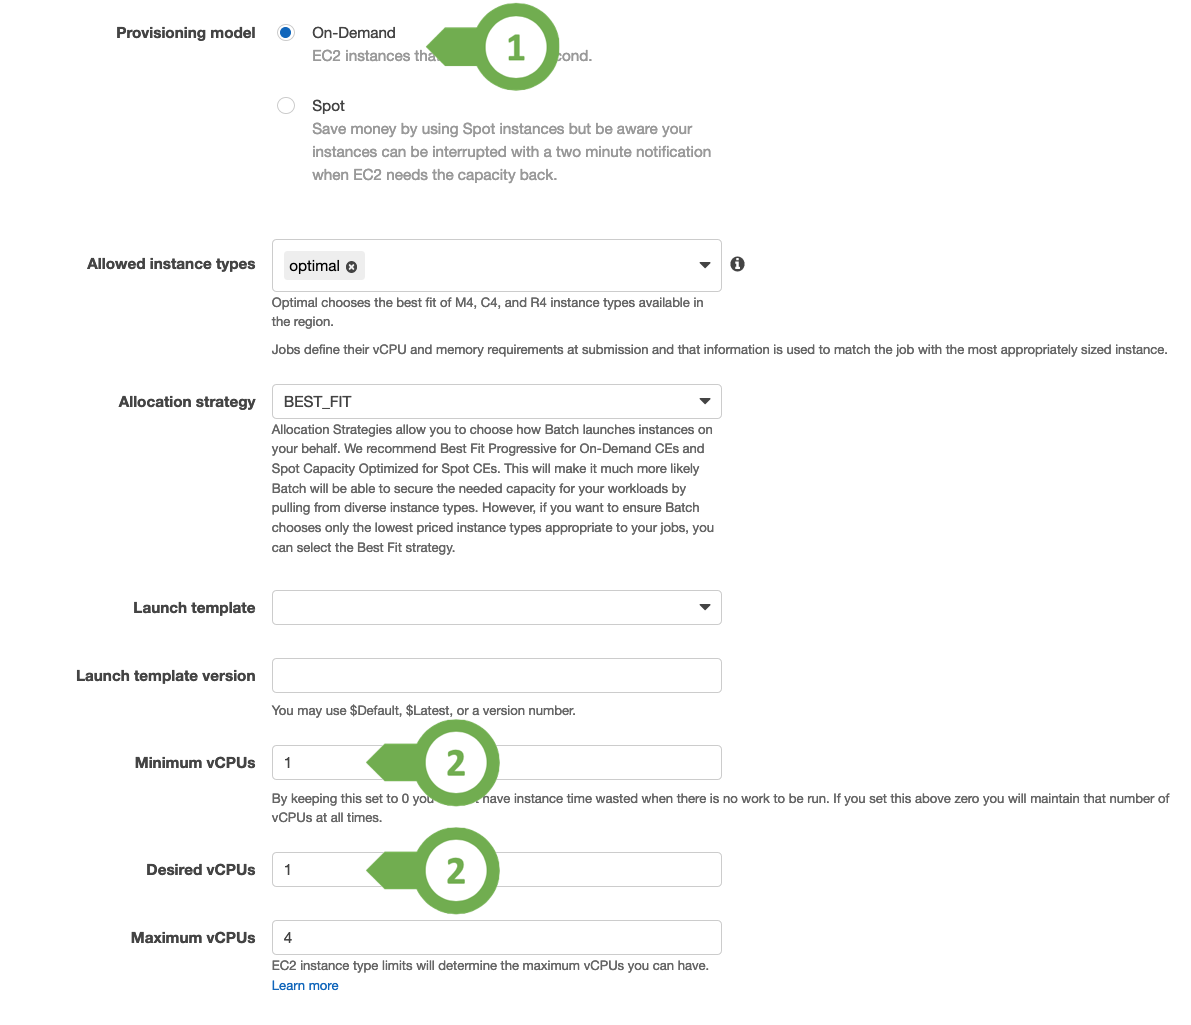 Provisioning model
On-Demand
1
EC2 instances tha cond.
Spot
Save money by using Spot instances but be aware your
instances can be interrupted with a two minute notification
when EC2 needs the capacity back.
Allowed instance types
optimal
Optimal chooses the best fit of M4, C4, and R4 instance types available in
the region.
Jobs define their vCPU and memory requirements at submission and that information is used to match the job with the most appropriately sized instance.
Allocation strategy
BEST_FIT
Allocation Strategies allow you to choose how Batch launches instances on
your behalf. We recommend Best Fit Progressive for On-Demand CEs and
Spot Capacity Optimized for Spot CEs. This will make it much more likely
Batch will be able to secure the needed capacity for your workloads by
pulling from diverse instance types. However, if you want to ensure Batch
chooses only the lowest priced instance types appropriate to your jobs, you
can select the Best Fit strategy.
Launch template
Launch template version
You may use $Default, $Latest, or a version number.
Minimum vCPUs
1
2
By keeping this set to 0 you have instance time wasted when there is no work to be run. If you set this above zero you will maintain that number of
vCPUs at all times.
Desired vCPUs
1
2
Maximum vCPUs
4
EC2 instance type limits will determine the maximum vCPUs you can have.
Learn more